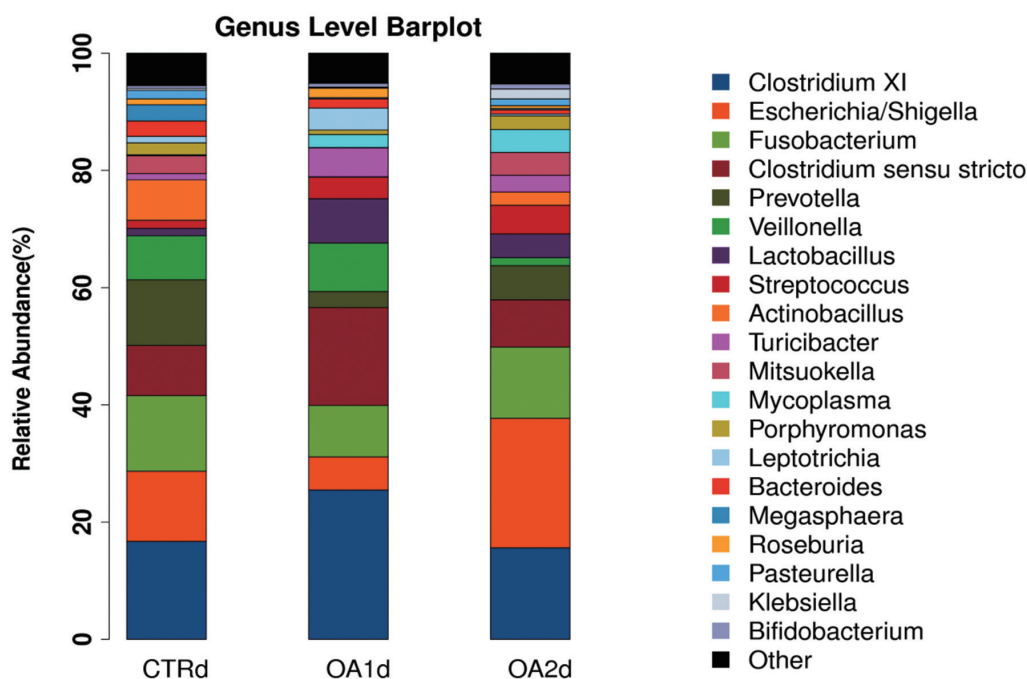 Genus Level Barplot
Relative Abundance(%)
100
80
60
40
20
0
CTRd
OA1d
OA2d
Clostridium XI
Escherichia/Shigella
Fusobacterium
Clostridium sensu stricto
Prevotella
Veillonella
Lactobacillus
Streptococcus
Actinobacillus
Turicibacter
Mitsuokella
Mycoplasma
Porphyromonas
Leptotrichia
Bacteroides
Megasphaera
Roseburia
Pasteurella
Klebsiella
Bifidobacterium
Other